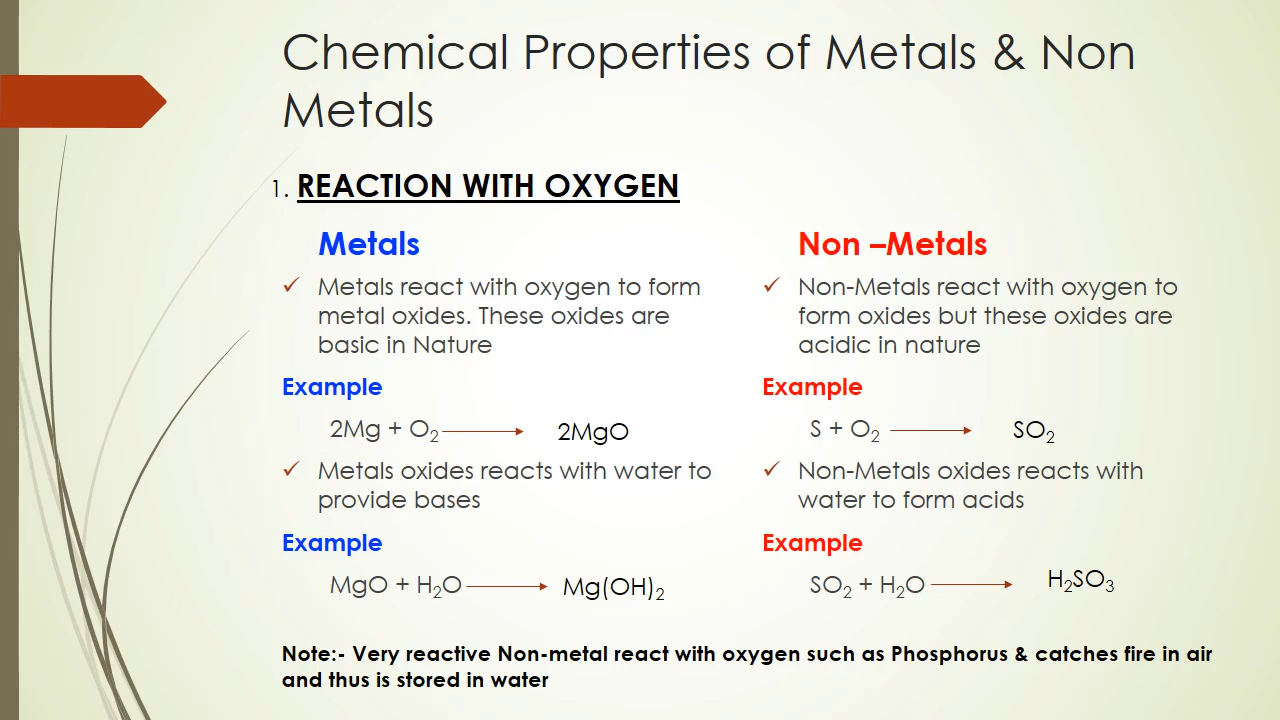 Chemical Properties of Metals & Non
Metals
1. REACTION WITH OXYGEN
Metals
✓ Metals react with oxygen to form
metal oxides. These oxides are
basic in Nature
Example
2Mg + O₂ ⟶ 2MgO
✓ Metals oxides reacts with water to
provide bases
Example
MgO + H₂O ⟶ Mg(OH)₂
Non –Metals
✓ Non-Metals react with oxygen to
form oxides but these oxides are
acidic in nature
Example
S + O₂ ⟶ SO₂
✓ Non-Metals oxides reacts with
water to form acids
Example
SO₂ + H₂O ⟶ H₂SO₃
Note:- Very reactive Non-metal react with oxygen such as Phosphorus & catches fire in air
and thus is stored in water